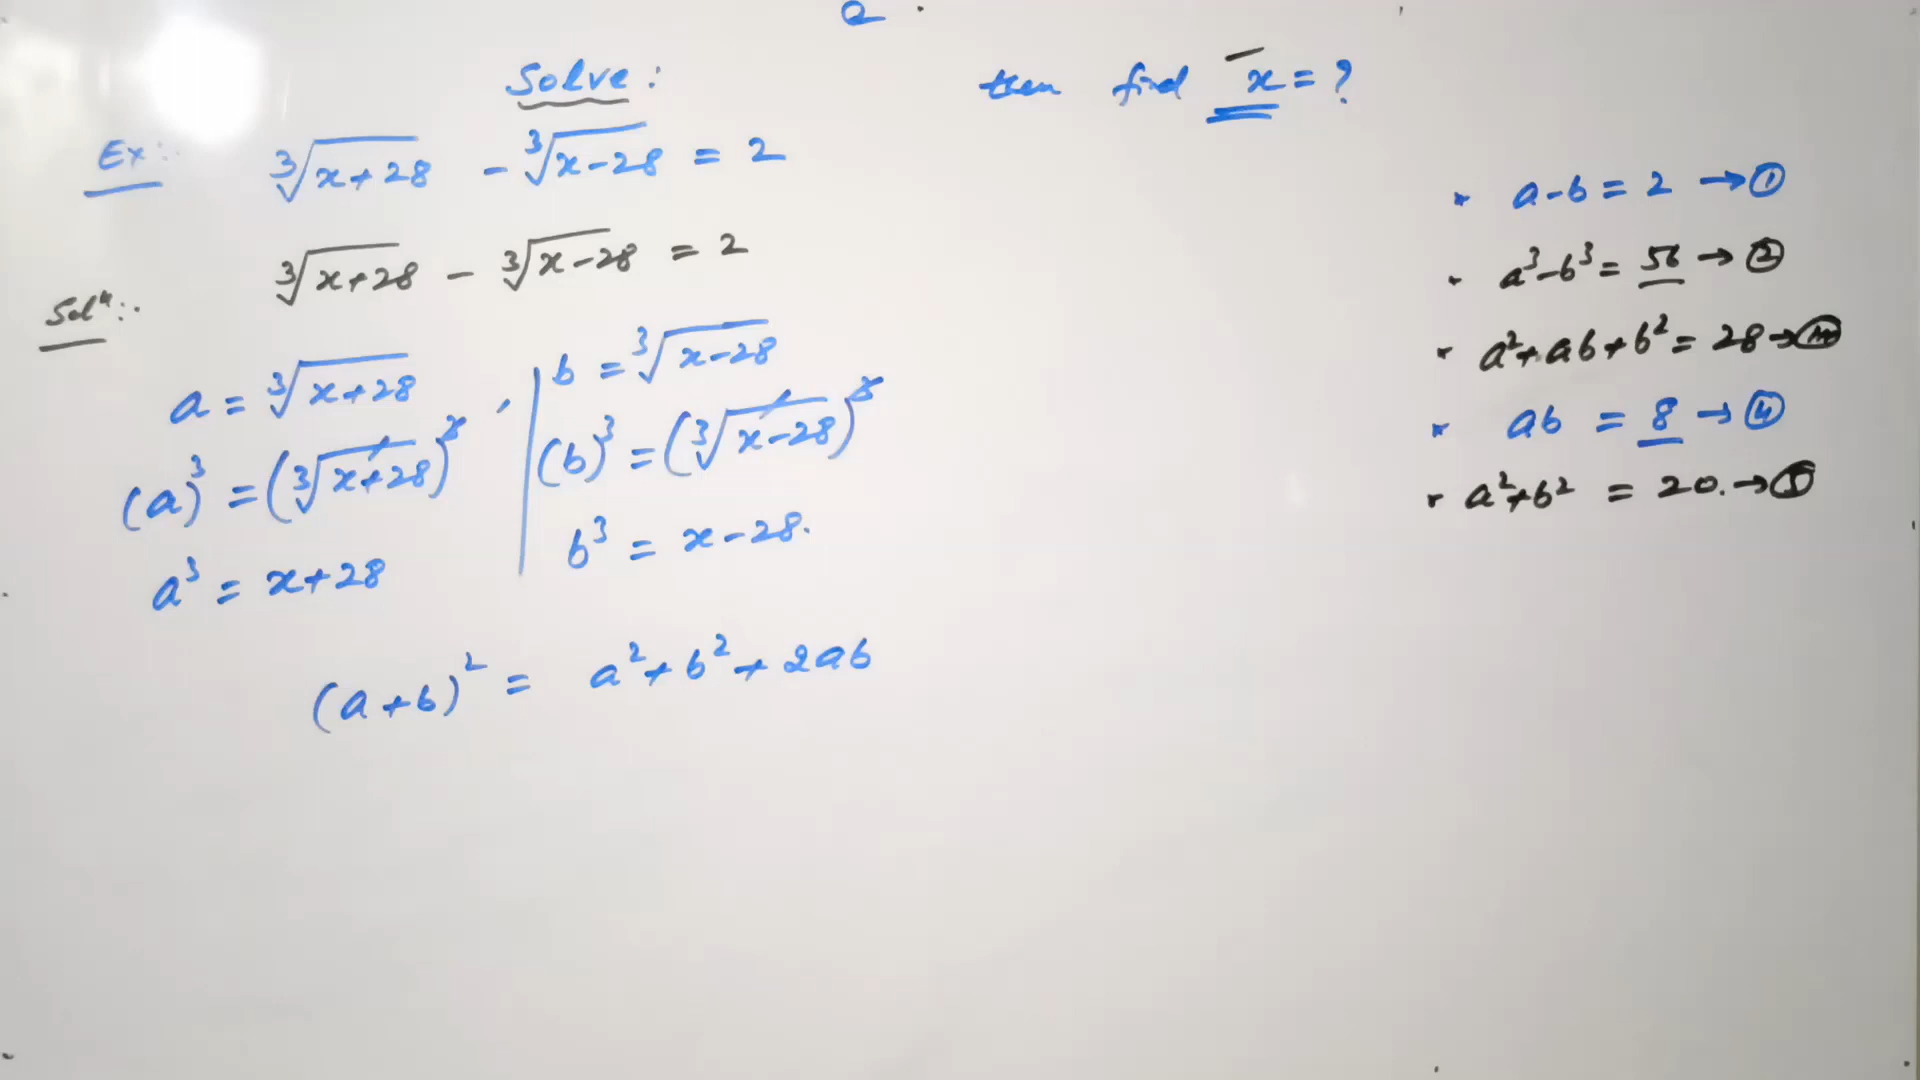 Solve:
then find x = ?
Ex:
∛(x+28) - ∛(x-28) = 2
Solⁿ:
∛(x+28) - ∛(x-28) = 2
a = ∛(x+28) , b = ∛(x-28)
(a)³ = (∛(x+28))³
(b)³ = (∛(x-28))³
a³ = x+28
b³ = x-28.
(a+b)² = a²+b²+2ab
* a-b = 2 → ①
* a³-b³ = 56 → ②
* a²+ab+b² = 28 →
* ab = 8 → ④
* a²+b² = 20. → ⑤